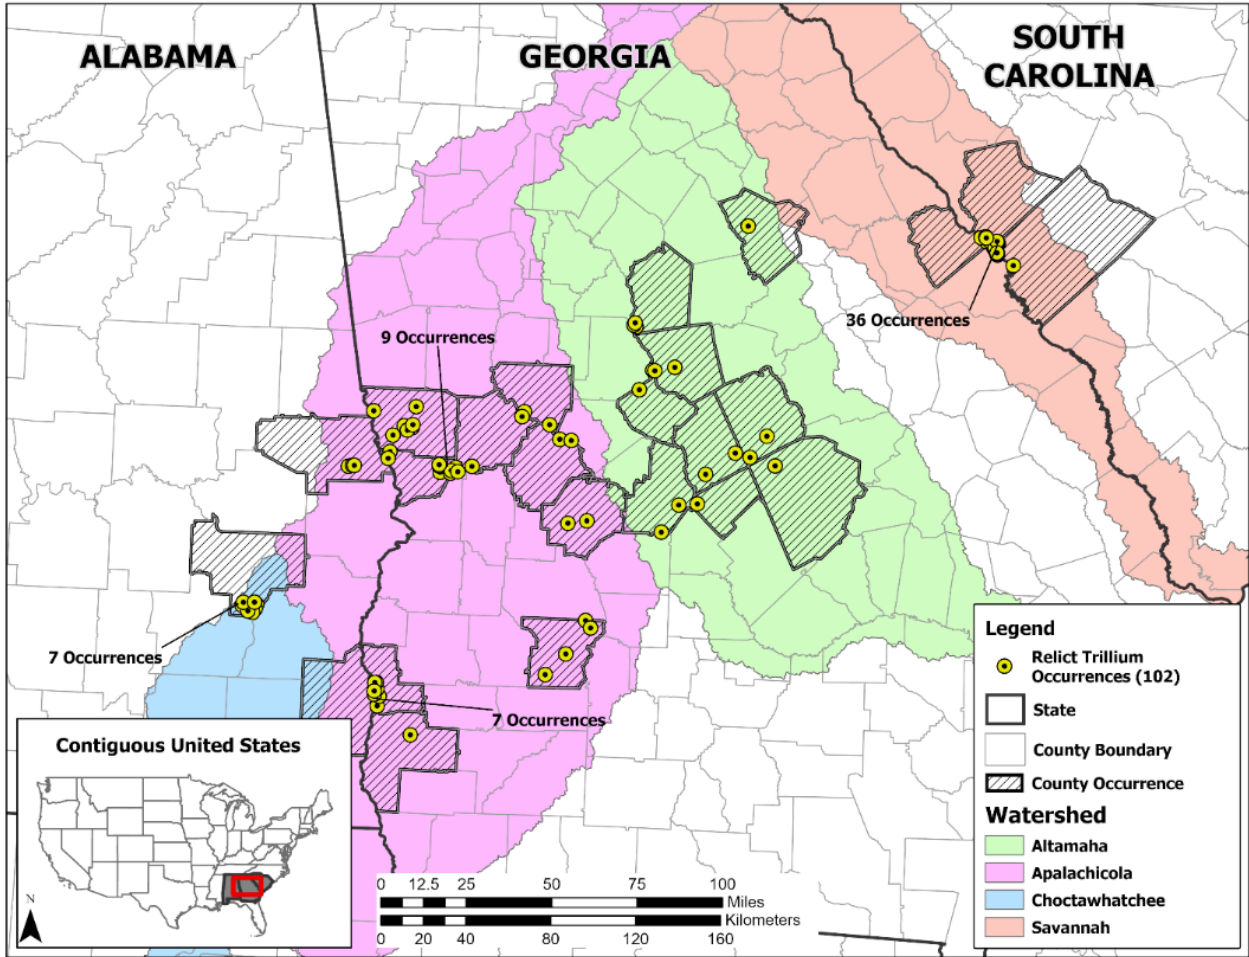 ALABAMA
GEORGIA
SOUTH
CAROLINA
36 Occurrences
9 Occurrences
7 Occurrences
7 Occurrences
Legend
Relict Trillium
Occurrences (102)
State
County Boundary
County Occurrence
Watershed
Altamaha
Apalachicola
Choctawhatchee
Savannah
Contiguous United States
N
0 12.5 25 50 75 100
Miles
Kilometers
0 20 40 80 120 160